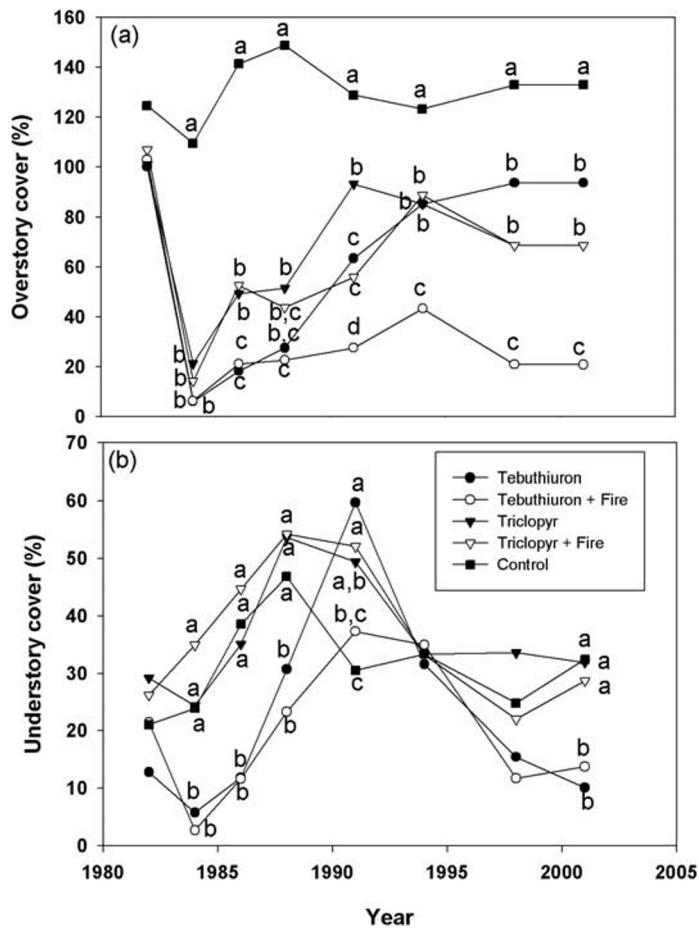 Overstory cover (%)
160
140
120
100
80
60
40
20
0
(a)
a
a
a
a
a
a
a
b
b
b
b
b
b
c
b
b
b
b
b
b,c
c
b,c
c
d
c
b
b
b b
c
c
c
c
Understory cover (%)
70
60
50
40
30
20
10
0
(b)
a
a
a
a
a
a
a
a,b
a
b,c
a
a
b
c
a
a
a
a
b
b
b
b
b
b
b
Tebuthiuron
Tebuthiuron + Fire
Triclopyr
Triclopyr + Fire
Control
1980 1985 1990 1995 2000 2005
Year